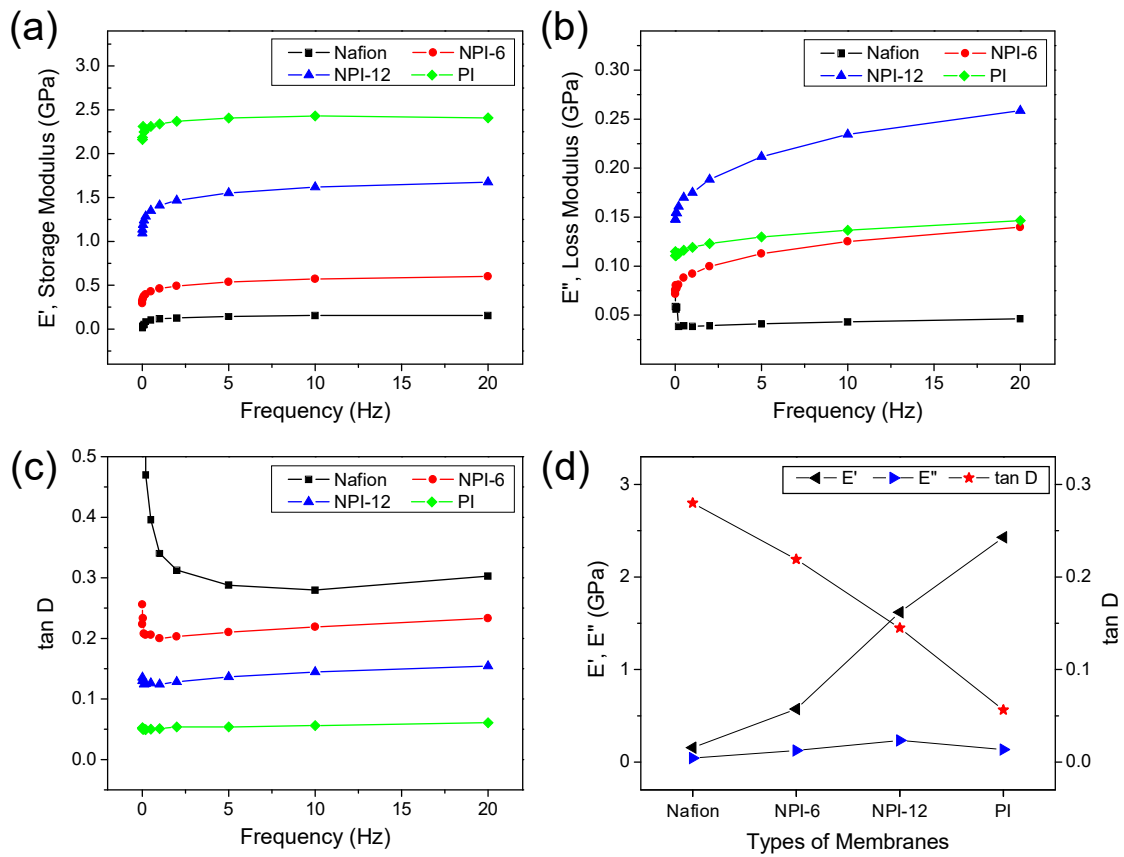 (a)
Nafion NPI-6
NPI-12 PI
E', Storage Modulus (GPa)
3.0
2.5
2.0
1.5
1.0
0.5
0.0
0 5 10 15 20
Frequency (Hz)
(b)
Nafion NPI-6
NPI-12 PI
E", Loss Modulus (GPa)
0.30
0.25
0.20
0.15
0.10
0.05
0 5 10 15 20
Frequency (Hz)
(c)
Nafion NPI-6
NPI-12 PI
tan D
0.5
0.4
0.3
0.2
0.1
0.0
0 5 10 15 20
Frequency (Hz)
(d)
E' E" tan D
E', E" (GPa)
3
2
1
0
0.3
0.2
0.1
0.0
tan D
Nafion NPI-6 NPI-12 PI
Types of Membranes